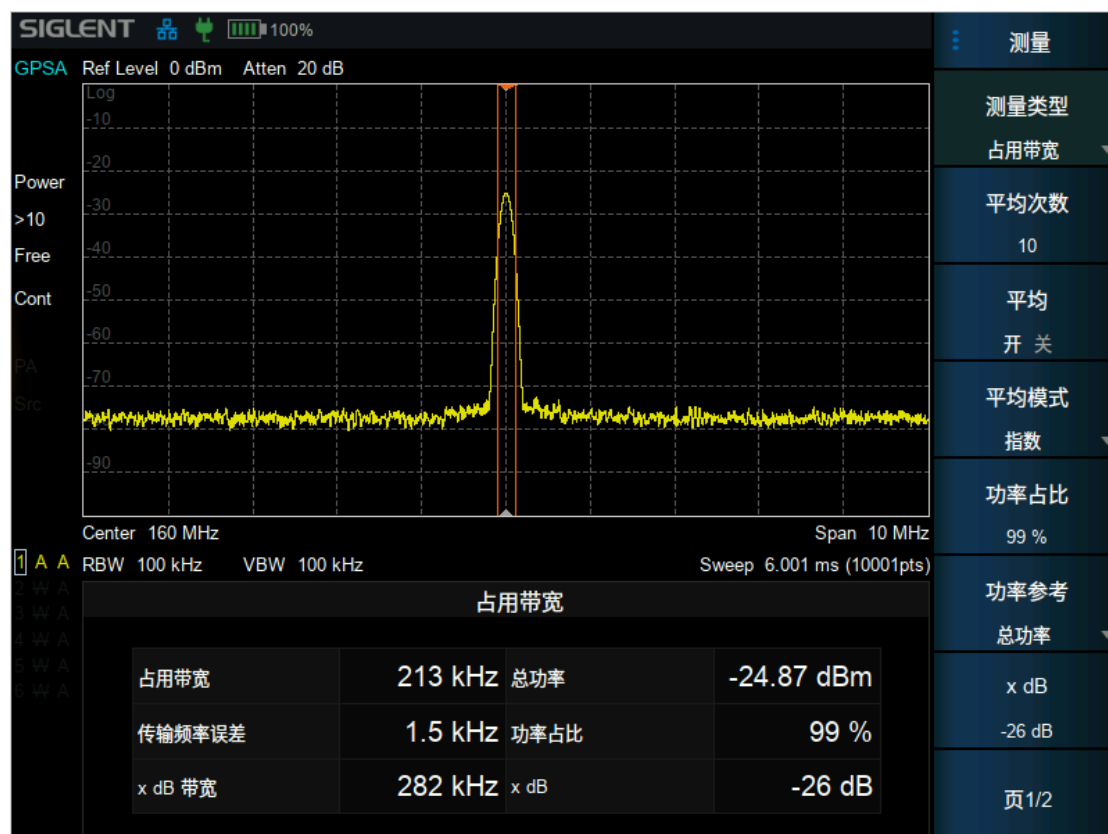 SIGLENT 100%
GPSA Ref Level 0 dBm Atten 20 dB
Log
-10
-20
-30
-40
-50
-60
-70
-90
Power
>10
Free
Cont
PA
Src
Center 160 MHz Span 10 MHz
RBW 100 kHz VBW 100 kHz Sweep 6.001 ms (10001pts)
1 A A
2 W A
3 W A
4 W A
5 W A
6 W A
占用带宽
占用带宽 213 kHz 总功率 -24.87 dBm
传输频率误差 1.5 kHz 功率占比 99 %
x dB 带宽 282 kHz x dB -26 dB
测量
测量类型
占用带宽
平均次数
10
平均
开 关
平均模式
指数
功率占比
99 %
功率参考
总功率
x dB
-26 dB
页1/2